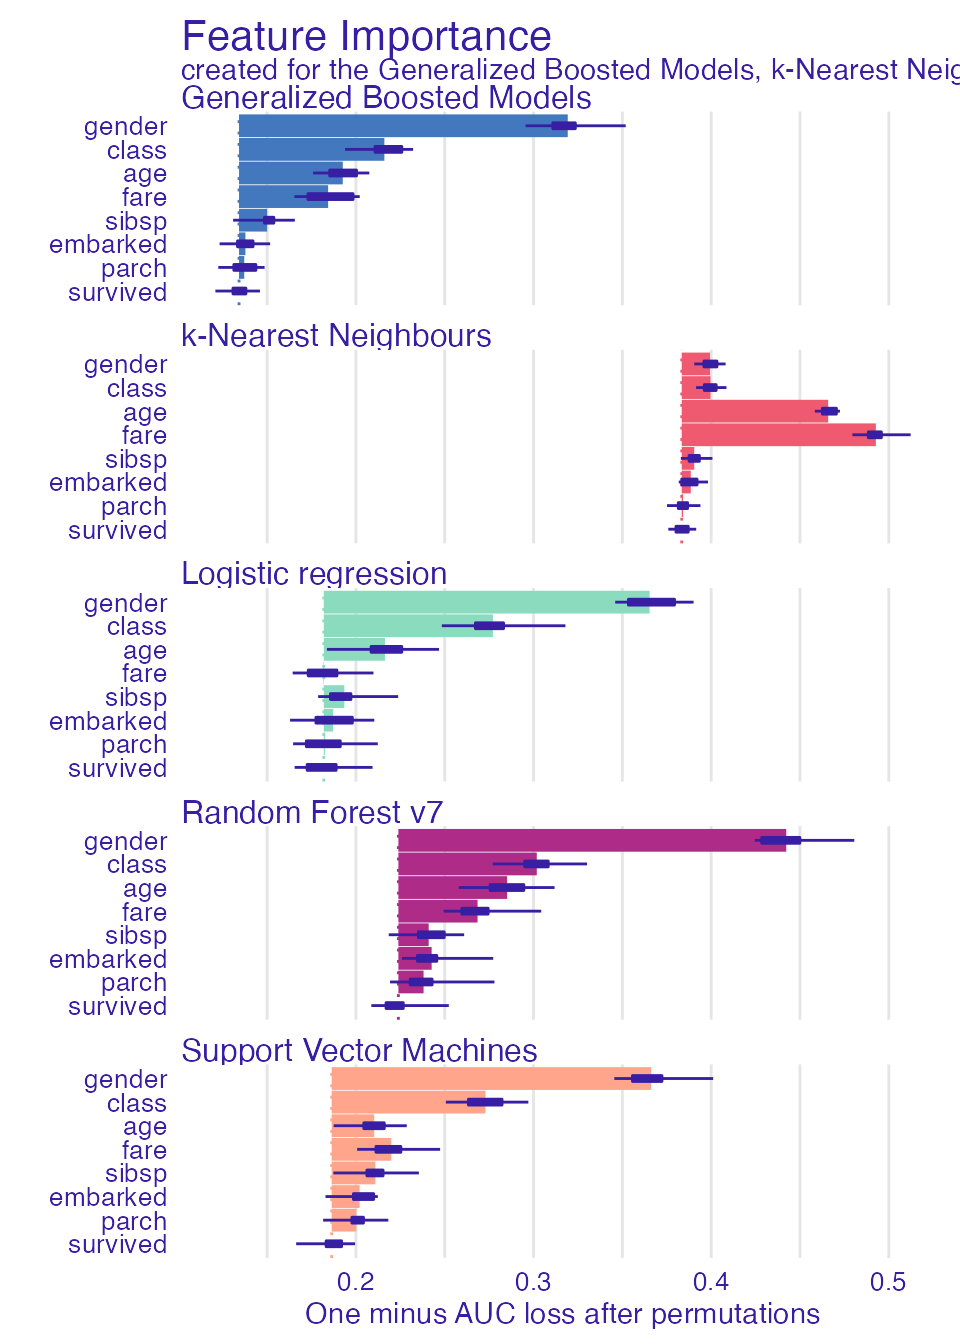 Feature Importance
created for the Generalized Boosted Models, k-Nearest Neig
Generalized Boosted Models
gender
class
age
fare
sibsp
embarked
parch
survived
k-Nearest Neighbours
gender
class
age
fare
sibsp
embarked
parch
survived
Logistic regression
gender
class
age
fare
sibsp
embarked
parch
survived
Random Forest v7
gender
class
age
fare
sibsp
embarked
parch
survived
Support Vector Machines
gender
class
age
fare
sibsp
embarked
parch
survived
0.2 0.3 0.4 0.5
One minus AUC loss after permutations